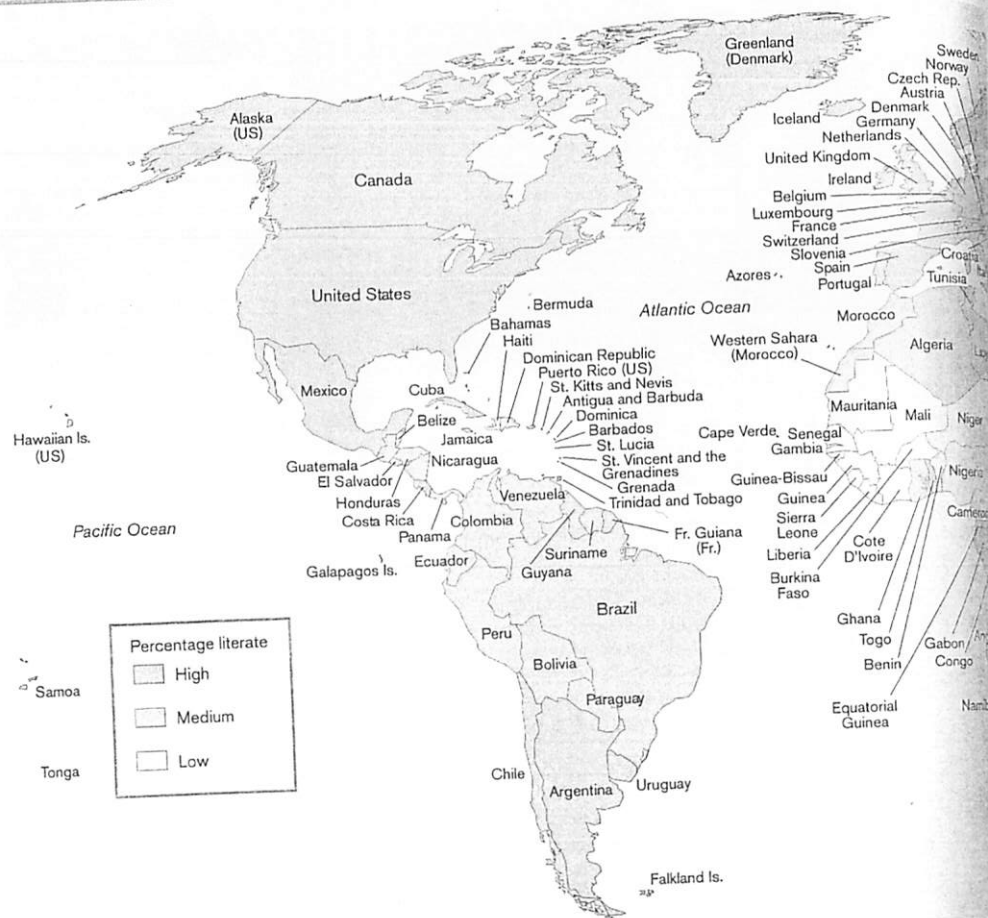 Greenland
(Denmark)
Alaska
(US)
Canada
Iceland
Sweden
Norway
Czech Rep.
Austria
Denmark
Germany
Netherlands
United Kingdom
Ireland
Belgium
Luxembourg
France
Switzerland
Slovenia
Spain
Portugal
Tunisia
Azores
United States
Bermuda
Atlantic Ocean
Morocco
Algeria
Western Sahara
(Morocco)
Bahamas
Haiti
Dominican Republic
Puerto Rico (US)
St. Kitts and Nevis
Antigua and Barbuda
Dominica
Barbados
St. Lucia
St. Vincent and the
Grenadines
Grenada
Trinidad and Tobago
Mexico
Cuba
Belize
Jamaica
Nicaragua
Hawaiian Is.
(US)
Guatemala
El Salvador
Honduras
Costa Rica
Panama
Mauritania
Mali
Niger
Cape Verde
Senegal
Gambia
Guinea-Bissau
Nigeria
Guinea
Sierra
Leone
Liberia
Cote
D'Ivoire
Burkina
Faso
Ghana
Togo
Benin
Gabon
Congo
Equatorial
Guinea
Pacific Ocean
Venezuela
Colombia
Galapagos Is.
Ecuador
Guyana
Suriname
Fr. Guiana
(Fr.)
Brazil
Peru
Bolivia
Paraguay
Chile
Argentina
Uruguay
Falkland Is.
Samoa
Tonga
Percentage literate
High
Medium
Low